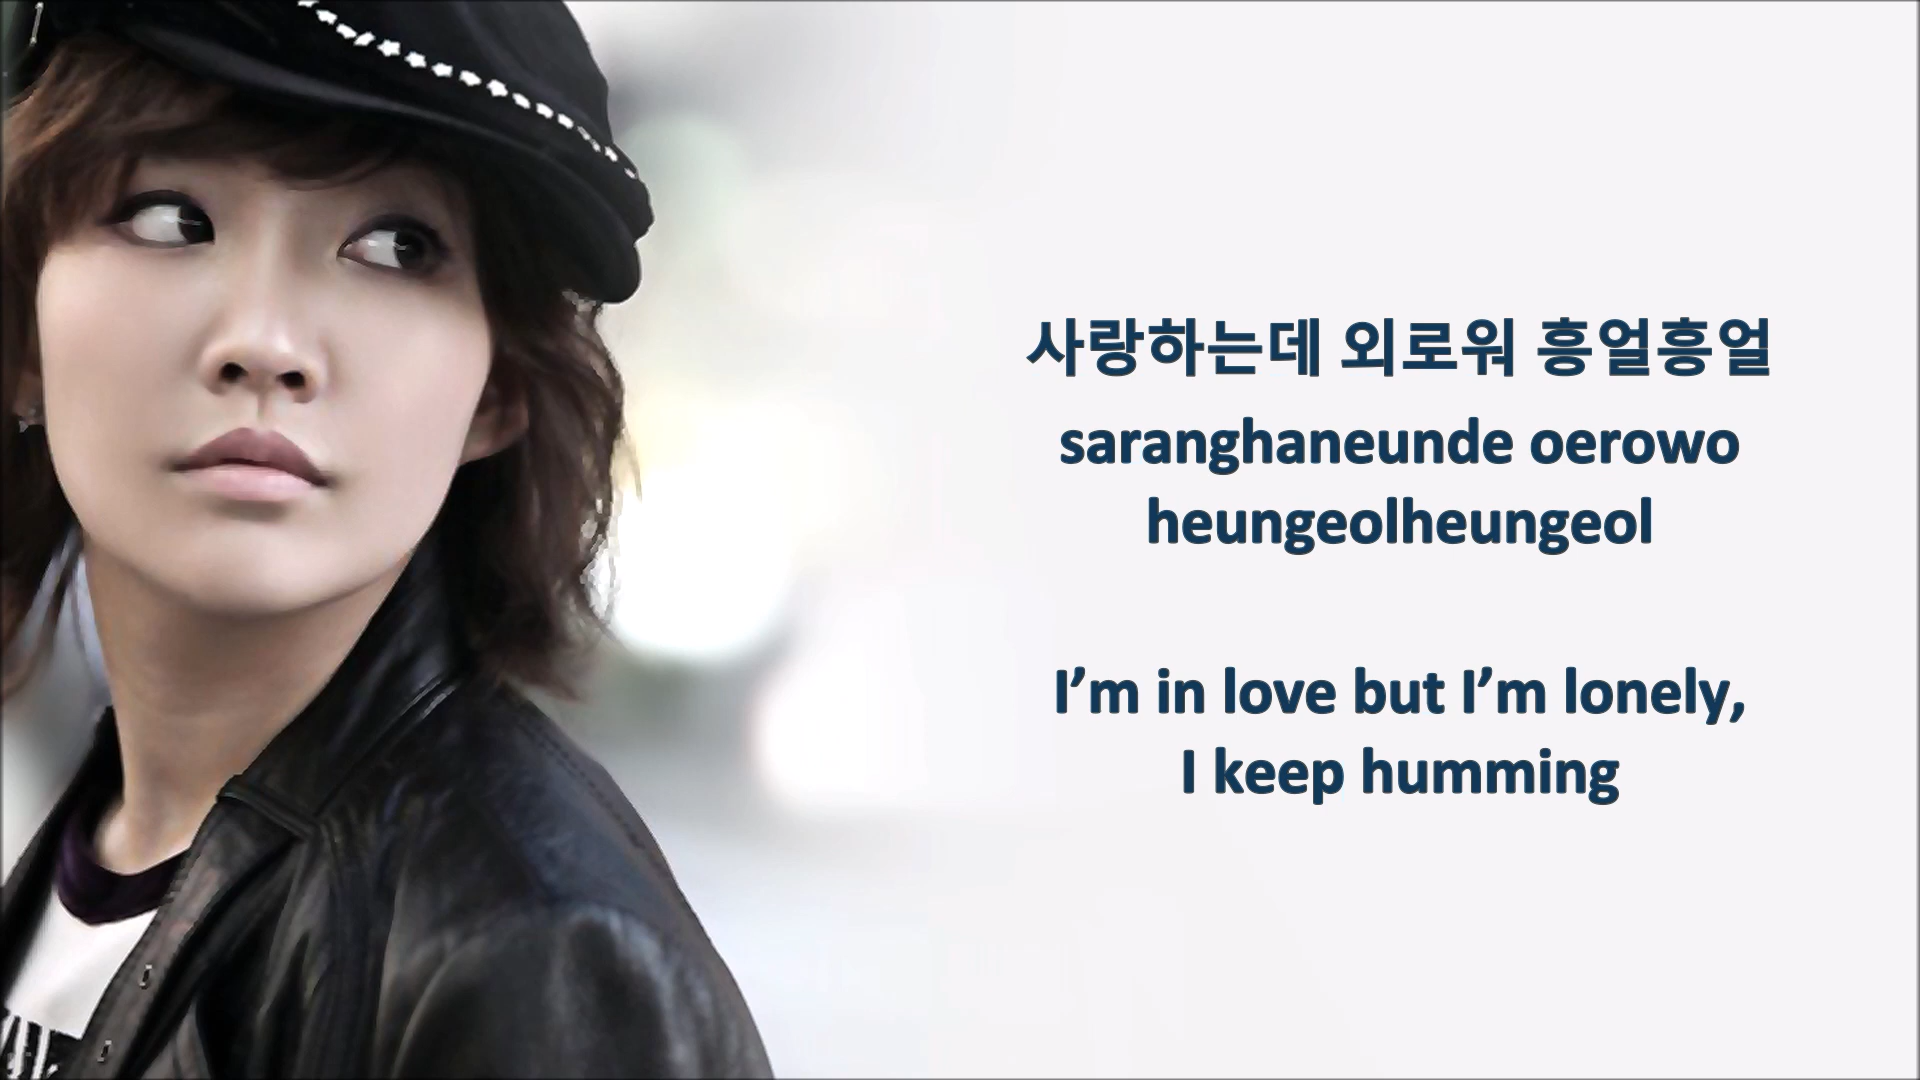 사랑하는데 외로워 흥얼흥얼
saranghaneunde oerowo
heungeolheungeol
I’m in love but I’m lonely,
I keep humming